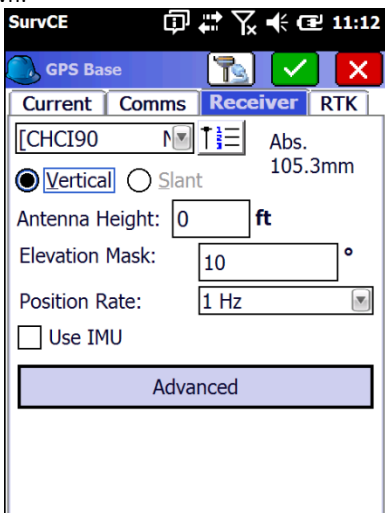 SurvCE 11:12
GPS Base
Current Comms Receiver RTK
[CHCI90 Abs.
105.3mm
Vertical Slant
Antenna Height: 0 ft
Elevation Mask: 10 °
Position Rate: 1 Hz
Use IMU
Advanced